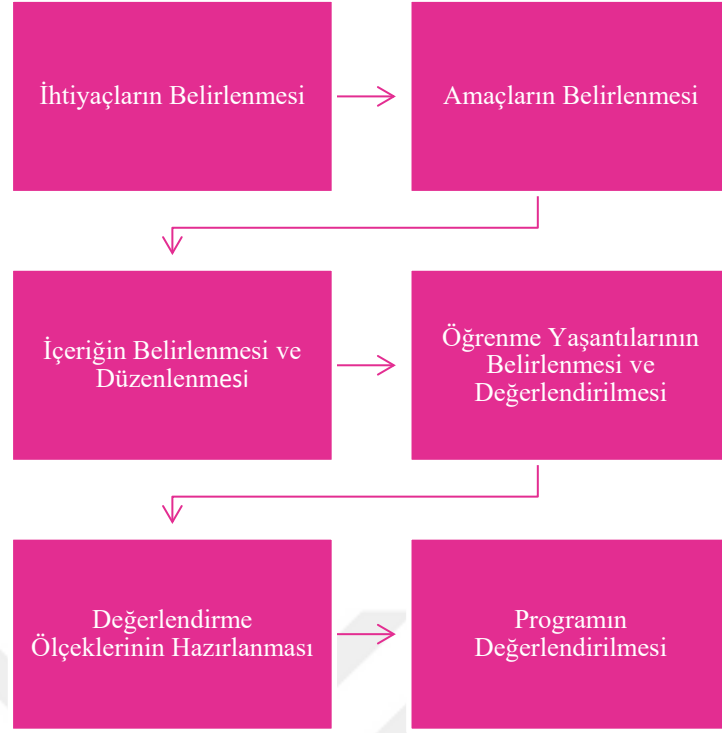 İhtiyaçların Belirlenmesi
Amaçların Belirlenmesi
İçeriğin Belirlenmesi ve
Düzenlenmesi
Öğrenme Yaşantılarının
Belirlenmesi ve
Değerlendirilmesi
Değerlendirme
Ölçeklerinin Hazırlanması
Programın
Değerlendirilmesi